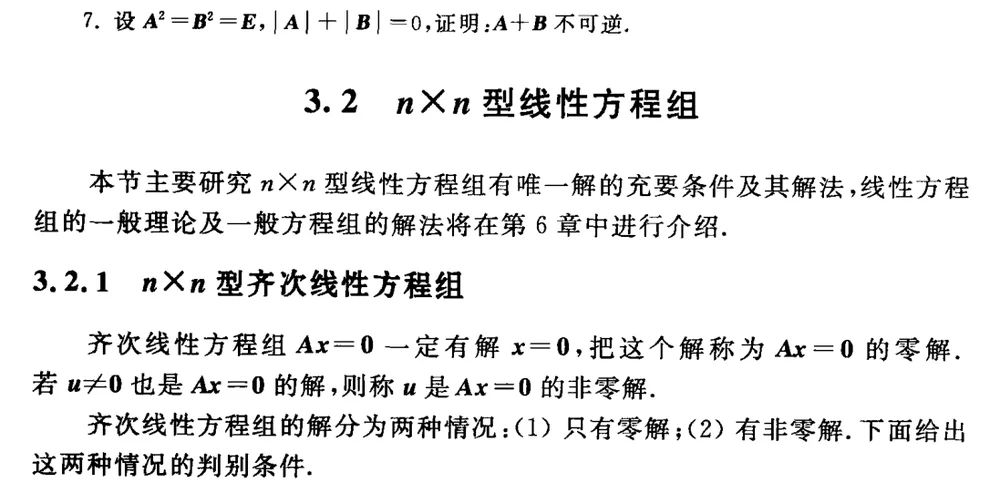 7. 设 A²=B²=E,|A|+|B|=0,证明:A+B 不可逆.
3.2 n×n 型线性方程组
本节主要研究 n×n 型线性方程组有唯一解的充要条件及其解法,线性方程
组的一般理论及一般方程组的解法将在第 6 章中进行介绍.
3.2.1 n×n 型齐次线性方程组
齐次线性方程组 Ax=0 一定有解 x=0,把这个解称为 Ax=0 的零解.
若 u≠0 也是 Ax=0 的解,则称 u 是 Ax=0 的非零解.
齐次线性方程组的解分为两种情况:(1) 只有零解;(2) 有非零解.下面给出
这两种情况的判别条件.